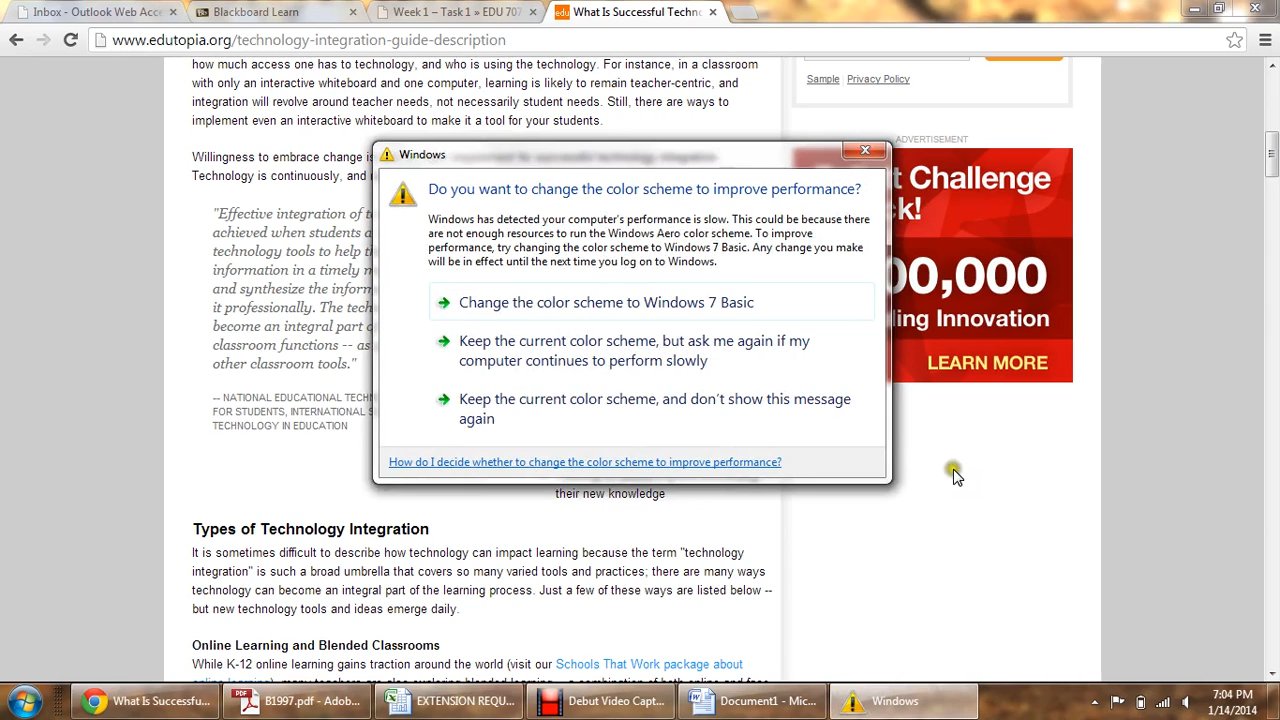 Inbox - Outlook Web Acce
Blackboard Learn
Week 1 – Task 1 » EDU 707
edu
What Is Successful Techn
www.edutopia.org/technology-integration-guide-description
how much access one has to technology, and who is using the technology. For instance, in a classroom
with only an interactive whiteboard and one computer, learning is likely to remain teacher-centric, and
integration will revolve around teacher needs, not necessarily student needs. Still, there are ways to
implement even an interactive whiteboard to make it a tool for your students.
Willingness to embrace change is
Technology is continuously, and
"Effective integration of t
achieved when students a
technology tools to help t
information in a timely m
and synthesize the inform
it professionally. The tech
become an integral part o
classroom functions -- as
other classroom tools."
-- NATIONAL EDUCATIONAL TECH
FOR STUDENTS, INTERNATIONAL S
TECHNOLOGY IN EDUCATION
their new knowledge
Types of Technology Integration
It is sometimes difficult to describe how technology can impact learning because the term "technology
integration" is such a broad umbrella that covers so many varied tools and practices; there are many ways
technology can become an integral part of the learning process. Just a few of these ways are listed below --
but new technology tools and ideas emerge daily.
Online Learning and Blended Classrooms
While K-12 online learning gains traction around the world (visit our Schools That Work package about
Sample | Privacy Policy
ADVERTISEMENT
t Challenge
k!
00,000
ling Innovation
LEARN MORE
Windows
Do you want to change the color scheme to improve performance?
Windows has detected your computer's performance is slow. This could be because there
are not enough resources to run the Windows Aero color scheme. To improve
performance, try changing the color scheme to Windows 7 Basic. Any change you make
will be in effect until the next time you log on to Windows.
Change the color scheme to Windows 7 Basic
Keep the current color scheme, but ask me again if my
computer continues to perform slowly
Keep the current color scheme, and don't show this message
again
How do I decide whether to change the color scheme to improve performance?
What Is Successful...
B1997.pdf - Adob...
EXTENSION REQU...
Debut Video Capt...
Document1 - Mic...
Windows
7:04 PM
1/14/2014